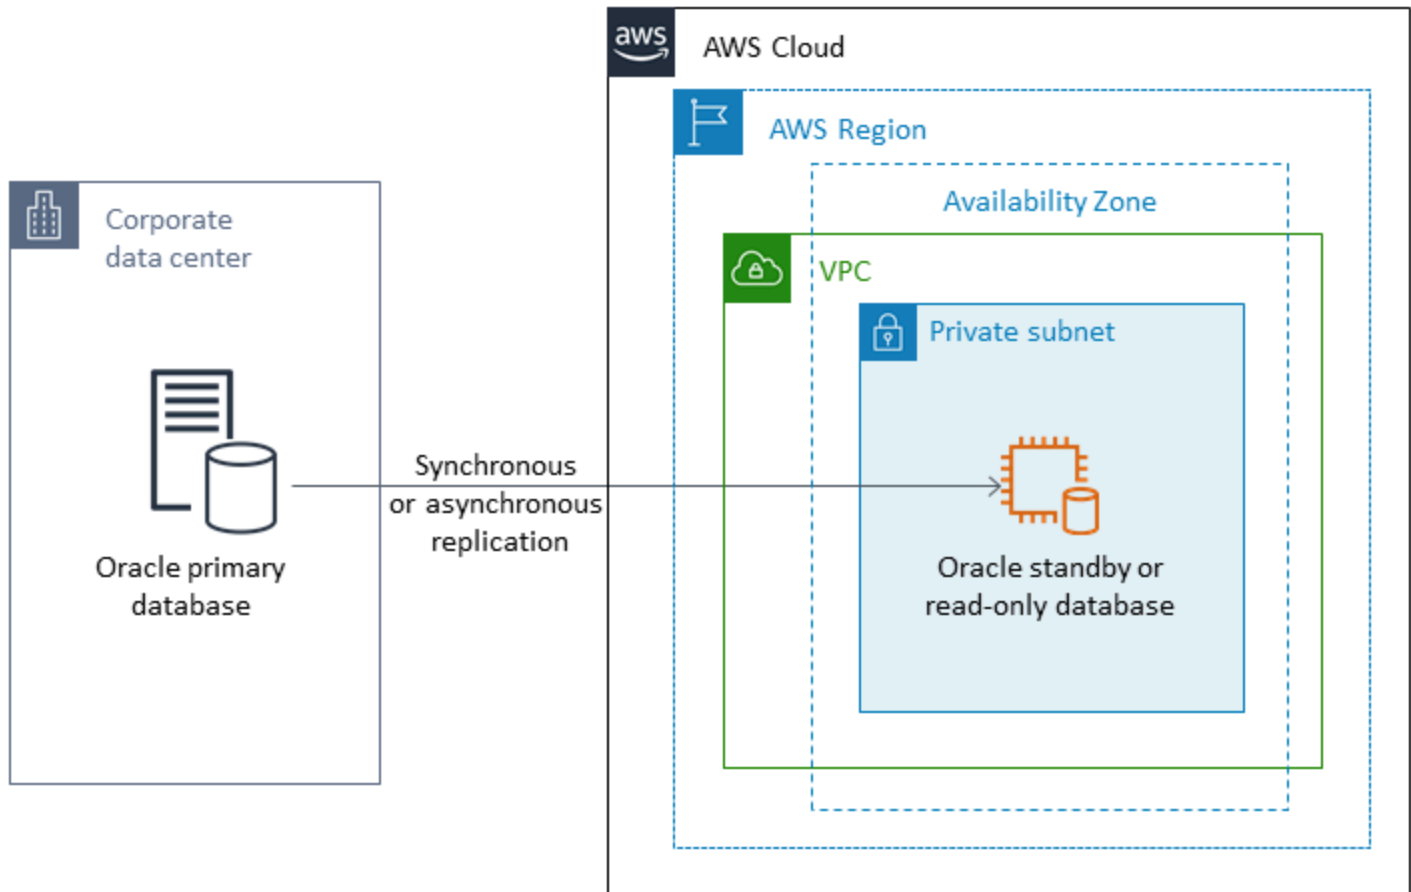 aws
AWS Cloud
AWS Region
Availability Zone
Corporate
data center
VPC
Private subnet
Synchronous
or asynchronous
replication
Oracle primary
database
Oracle standby or
read-only database